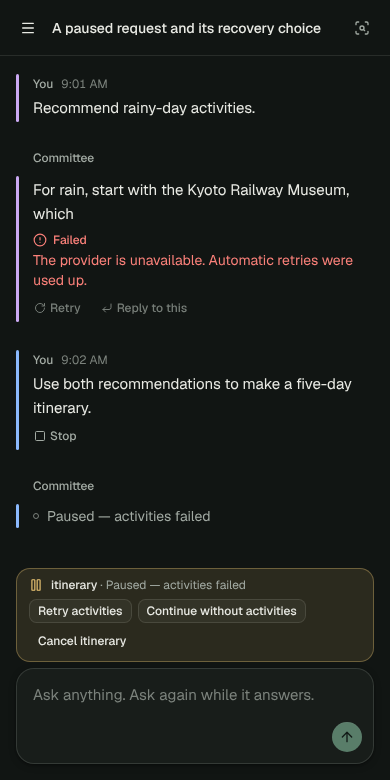 A paused request and its recovery choice
You 9:01 AM
Recommend rainy-day activities.
Committee
For rain, start with the Kyoto Railway Museum,
which
Failed
The provider is unavailable. Automatic retries were
used up.
Retry Reply to this
You 9:02 AM
Use both recommendations to make a five-day
itinerary.
Stop
Committee
Paused — activities failed
itinerary · Paused — activities failed
Retry activities Continue without activities
Cancel itinerary
Ask anything. Ask again while it answers.